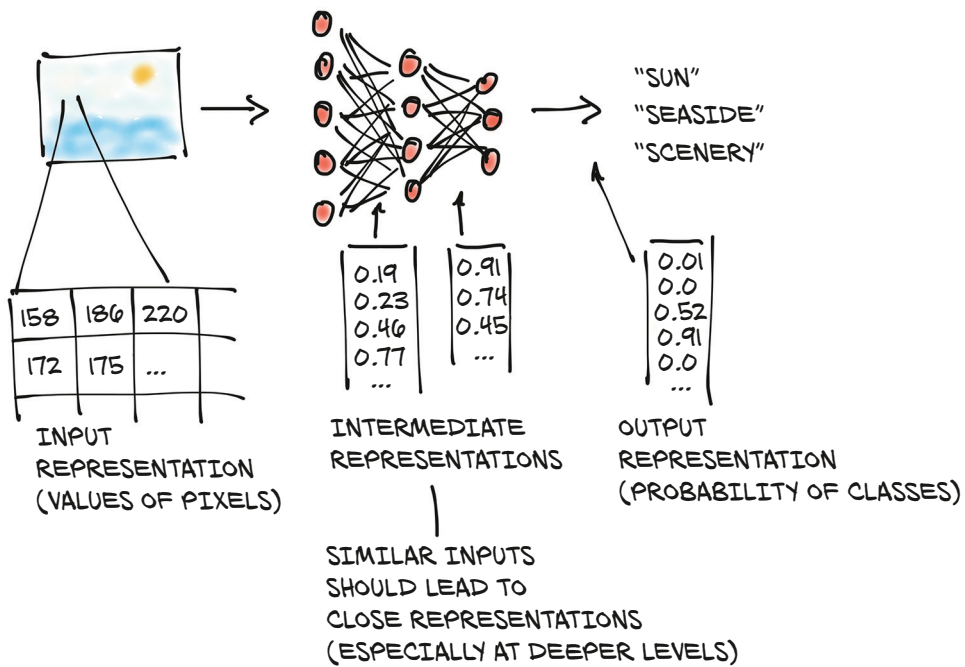 "SUN"
"SEASIDE"
"SCENERY"
158 186 220
172 175 ...
0.19
0.23
0.46
0.77
...
0.91
0.74
0.45
...
0.01
0.0
0.52
0.91
0.0
...
INPUT
REPRESENTATION
(VALUES OF PIXELS)
INTERMEDIATE
REPRESENTATIONS
OUTPUT
REPRESENTATION
(PROBABILITY OF CLASSES)
SIMILAR INPUTS
SHOULD LEAD TO
CLOSE REPRESENTATIONS
(ESPECIALLY AT DEEPER LEVELS)